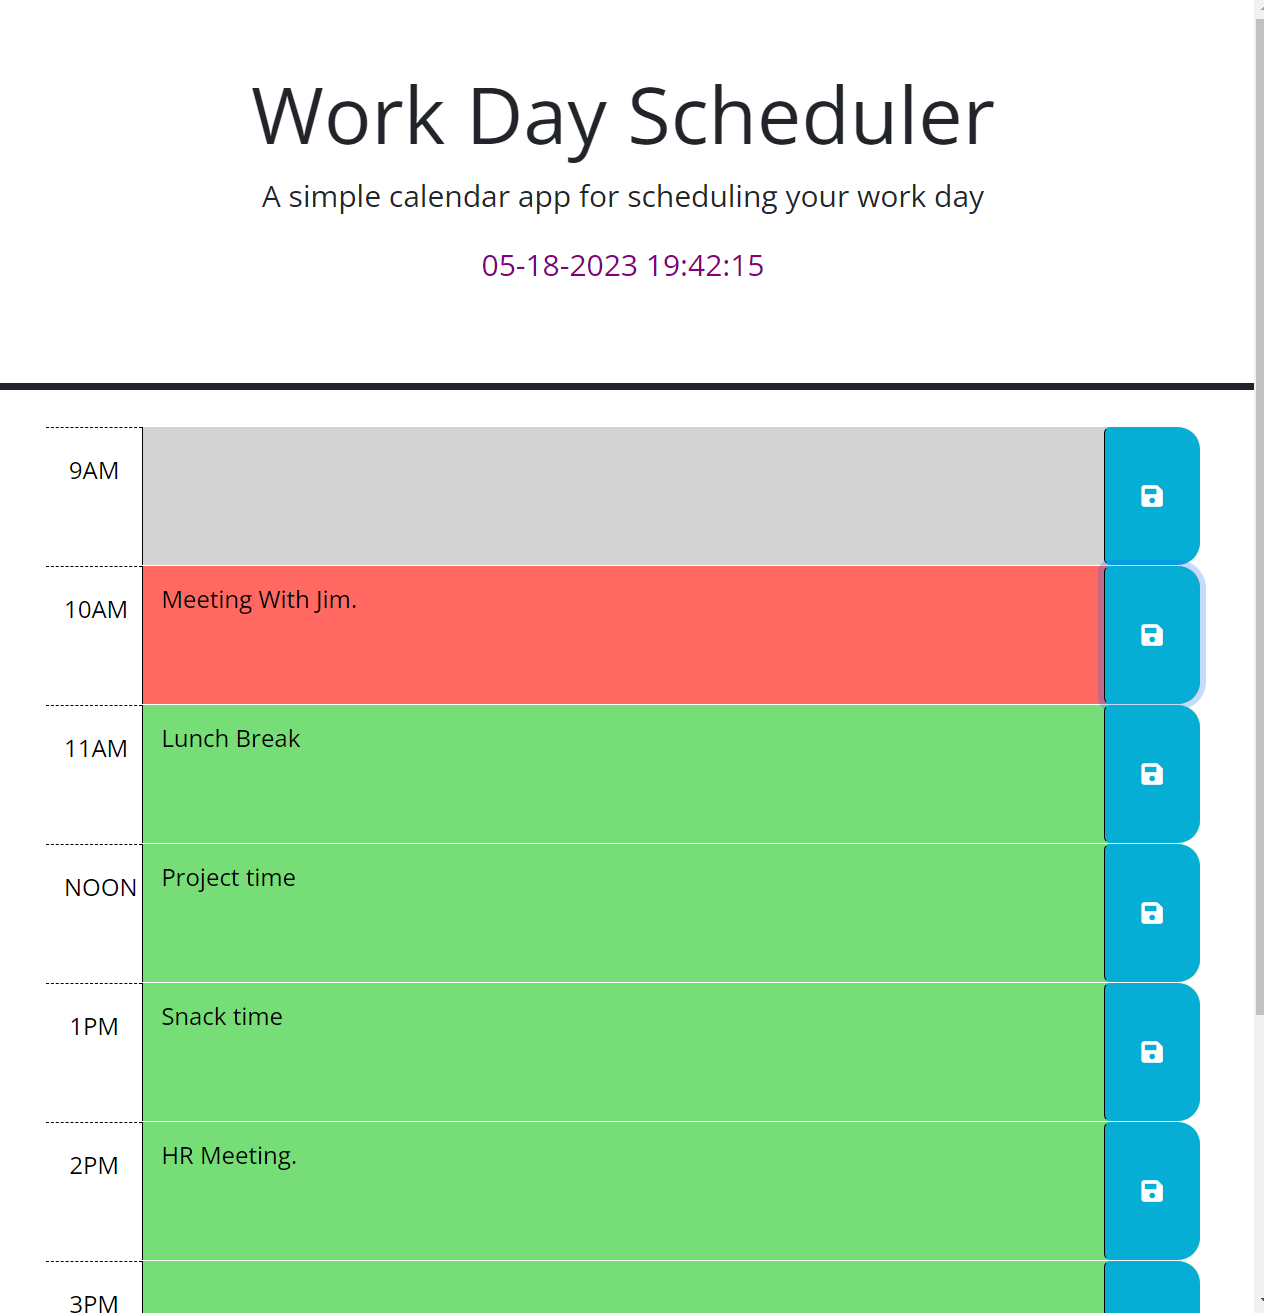 Work Day Scheduler
A simple calendar app for scheduling your work day
05-18-2023 19:42:15
9AM
10AM Meeting With Jim.
11AM Lunch Break
NOON Project time
1PM Snack time
2PM HR Meeting.
3PM